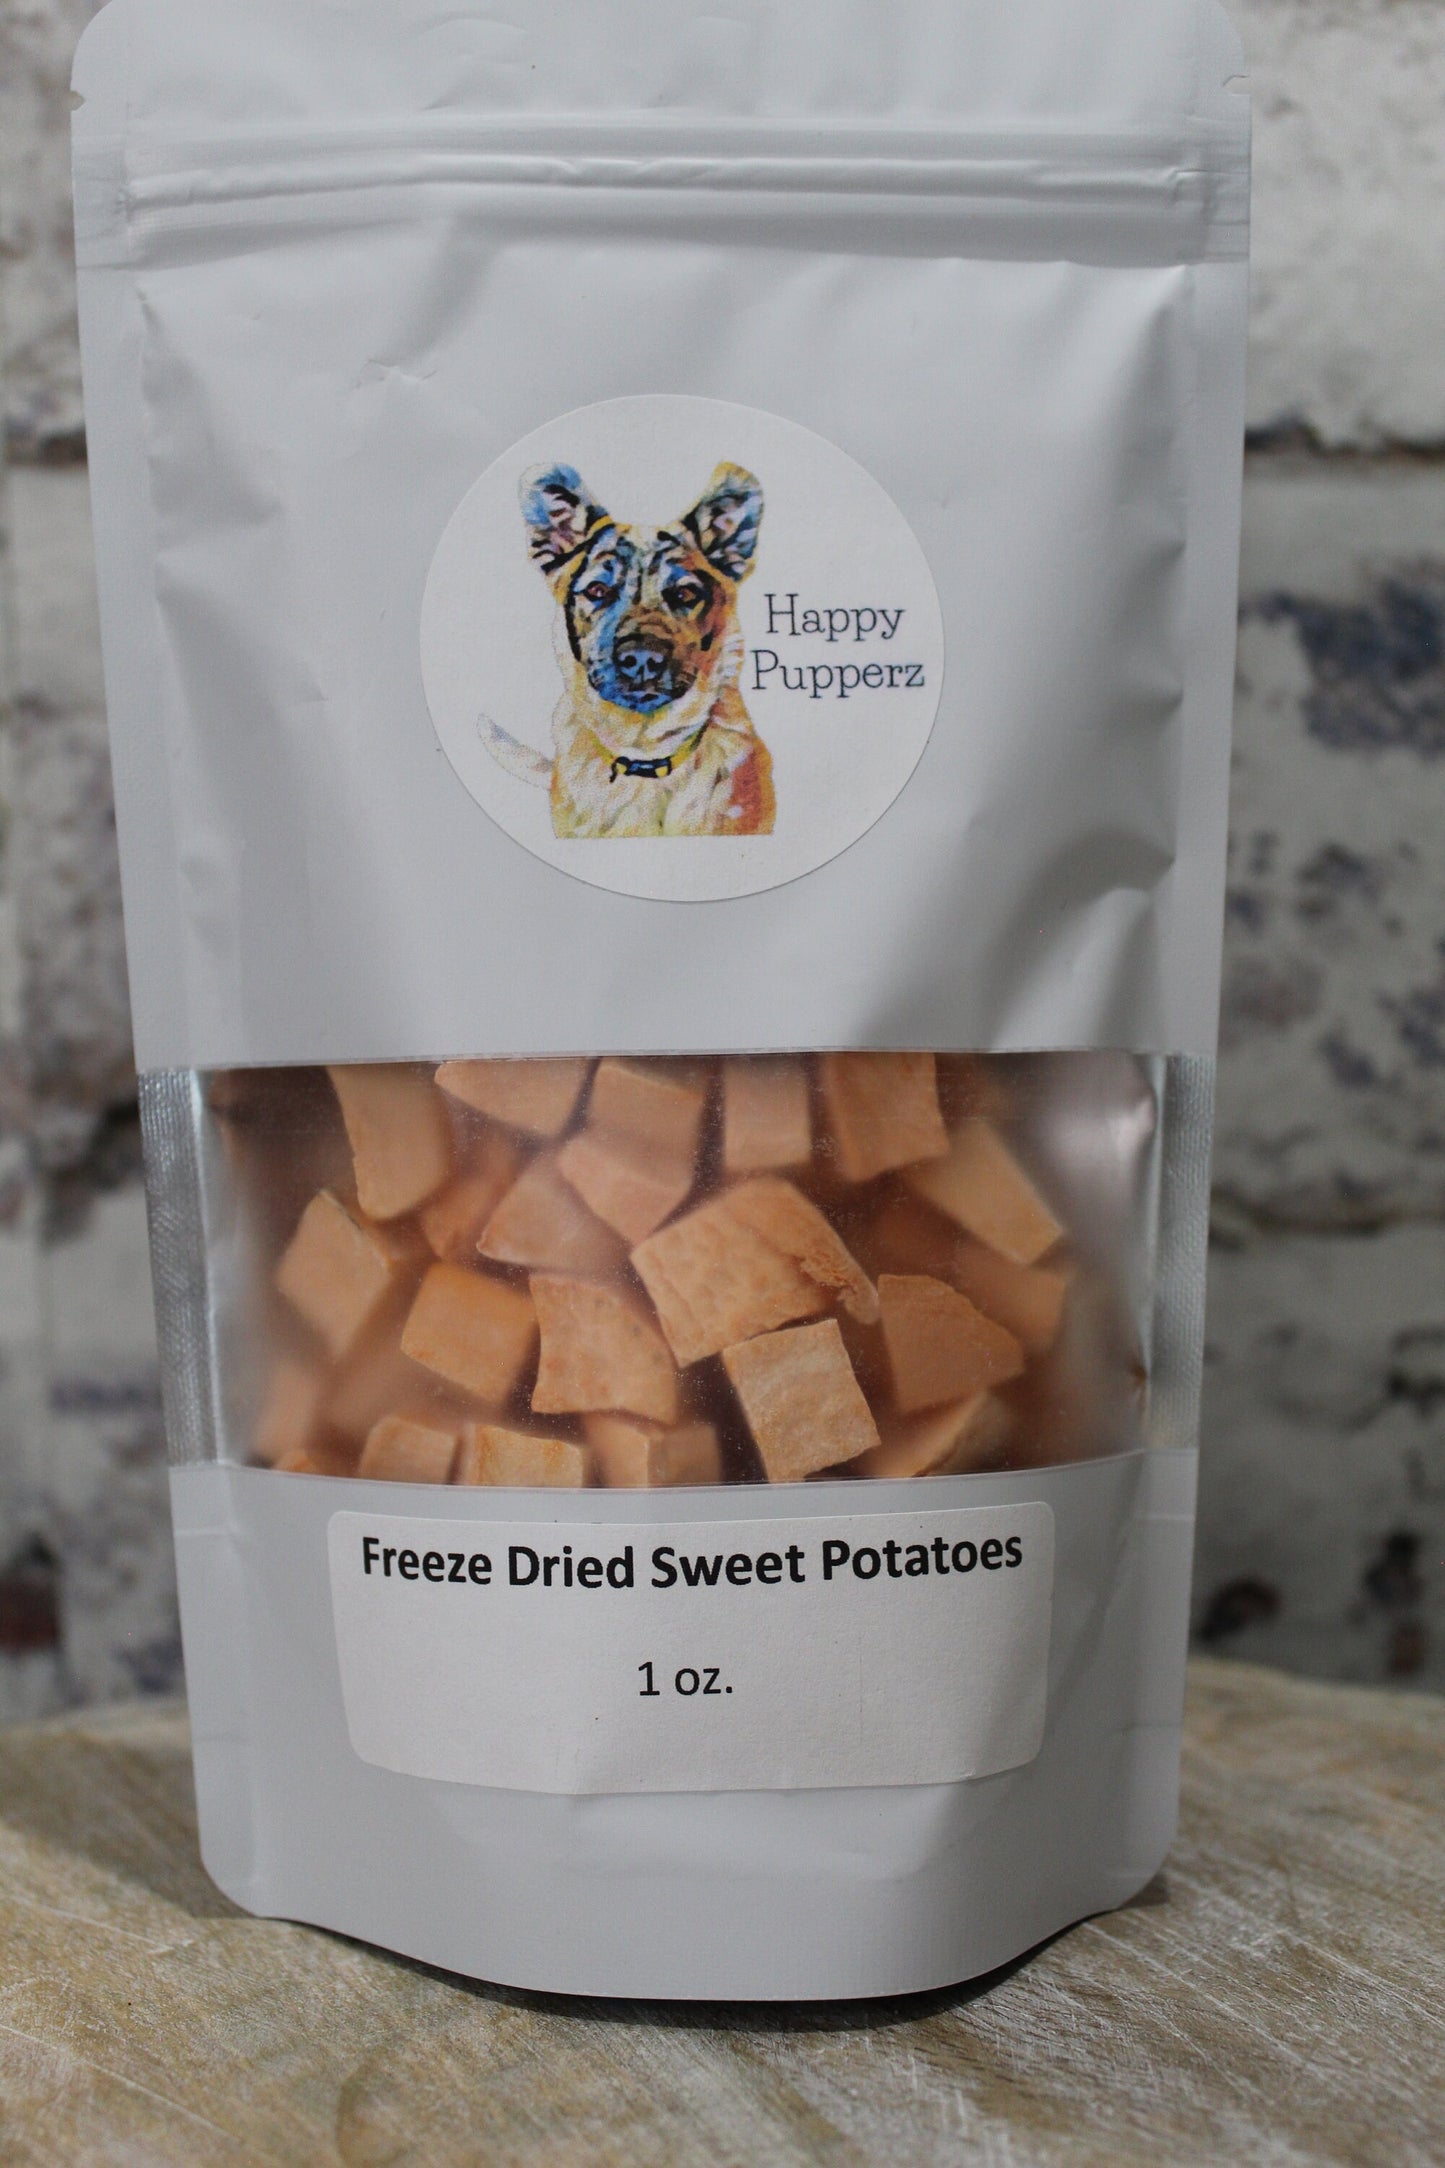 Happy
Pupperz
Freeze Dried Sweet Potatoes
1 oz.